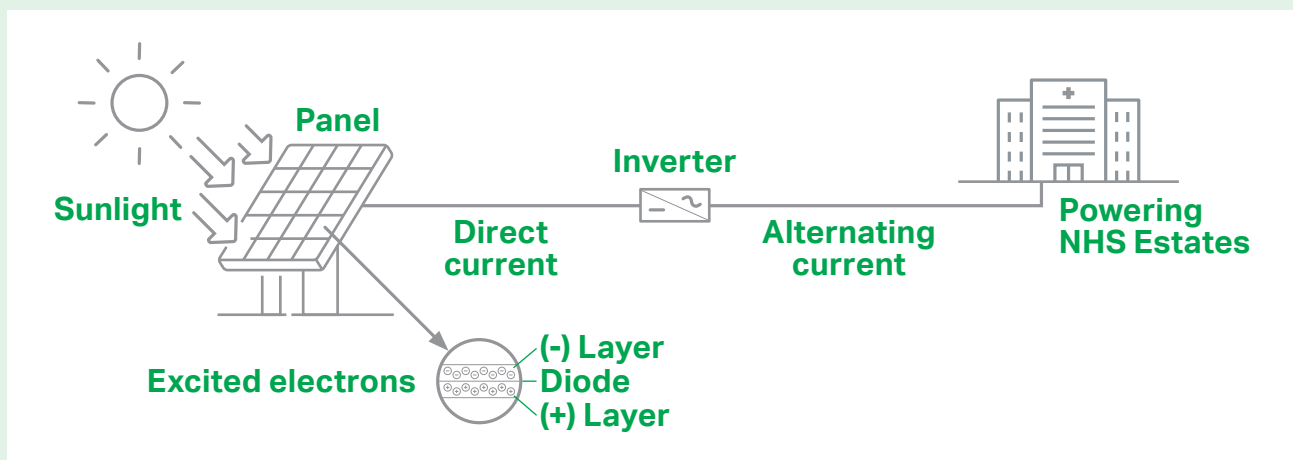 Panel
Sunlight
Inverter
Direct
current
Alternating
current
Powering
NHS Estates
Excited electrons
(-) Layer
Diode
(+) Layer